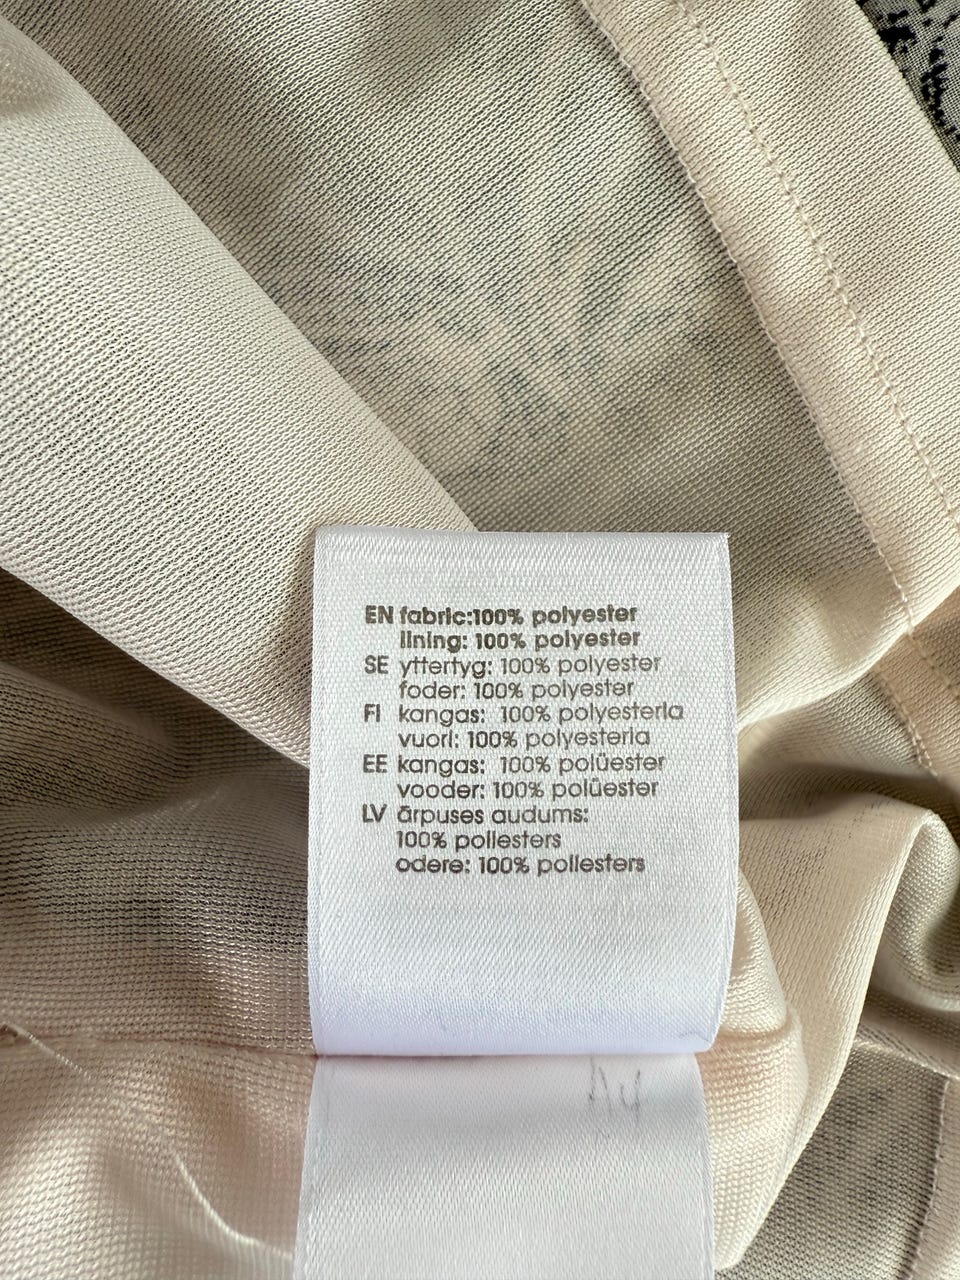 EN fabric:100% polyester
lining: 100% polyester
SE yttertyg: 100% polyester
foder: 100% polyester
FI kangas: 100% polyesteria
vuori: 100% polyesteria
EE kangas: 100% polüester
vooder: 100% polüester
LV ārpuses audums:
100% poliesters
odere: 100% poliesters